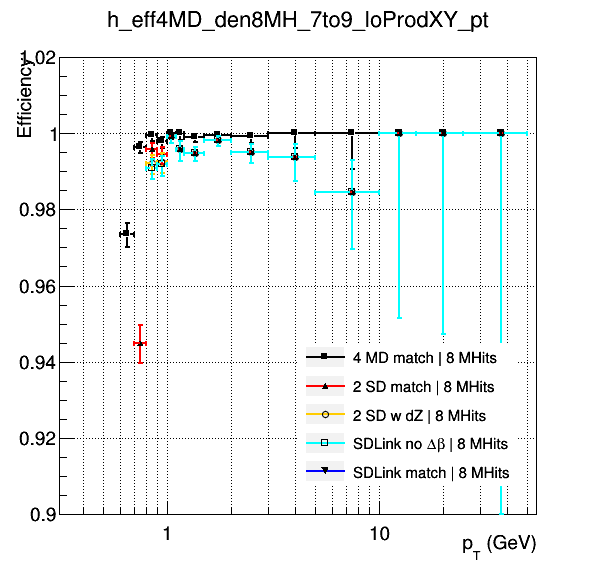 h_eff4MD_den8MH_7to9_loProdXY_pt
Efficiency
1.02
1
0.98
0.96
0.94
0.92
0.9
4 MD match | 8 MHits
2 SD match | 8 MHits
2 SD w dZ | 8 MHits
SDLink no Δβ | 8 MHits
SDLink match | 8 MHits
1
10
p_T (GeV)